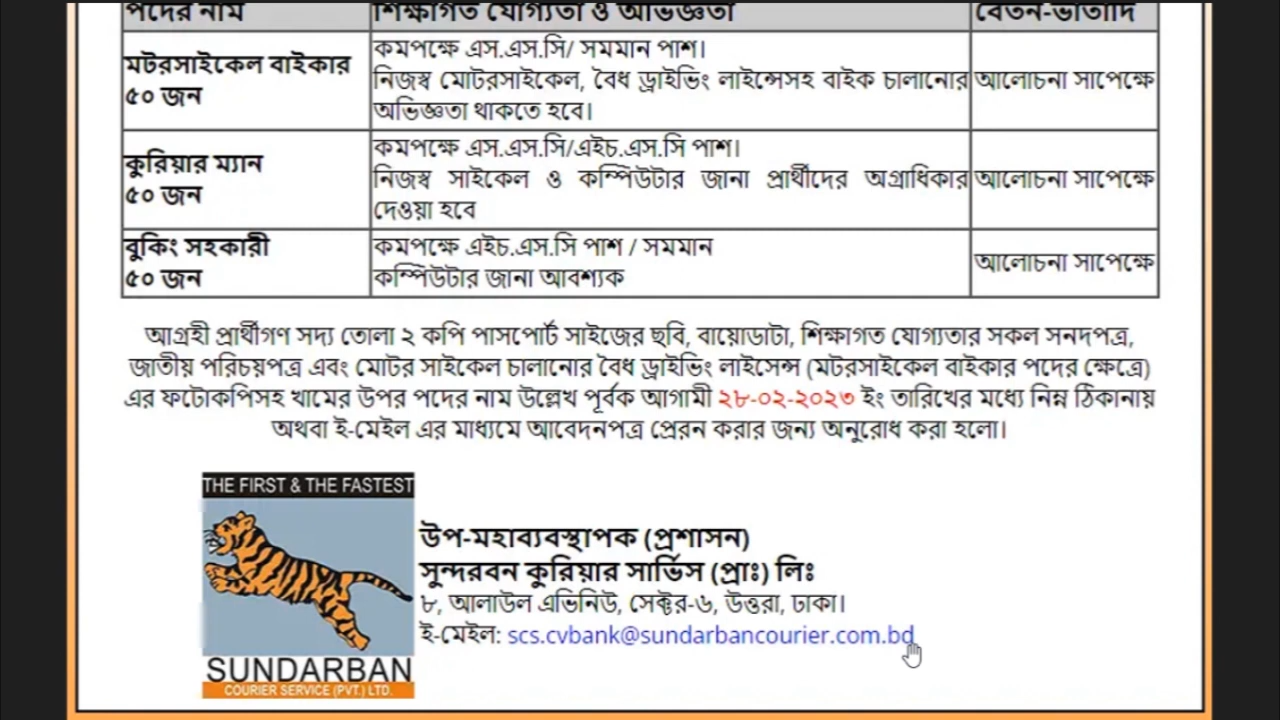 পদের নাম
শিক্ষাগত যোগ্যতা ও অভিজ্ঞতা
বেতন-ভাতাদি
মটরসাইকেল বাইকার
৫০ জন
কমপক্ষে এস.এস.সি/ সমমান পাশ।
নিজস্ব মোটরসাইকেল, বৈধ ড্রাইভিং লাইন্সেসহ বাইক চালানোর
অভিজ্ঞতা থাকতে হবে।
আলোচনা সাপেক্ষে
কুরিয়ার ম্যান
৫০ জন
কমপক্ষে এস.এস.সি/এইচ.এস.সি পাশ।
নিজস্ব সাইকেল ও কম্পিউটার জানা প্রার্থীদের অগ্রাধিকার
দেওয়া হবে
আলোচনা সাপেক্ষে
বুকিং সহকারী
৫০ জন
কমপক্ষে এইচ.এস.সি পাশ / সমমান
কম্পিউটার জানা আবশ্যক
আলোচনা সাপেক্ষে
আগ্রহী প্রার্থীগণ সদ্য তোলা ২ কপি পাসপোর্ট সাইজের ছবি, বায়োডাটা, শিক্ষাগত যোগ্যতার সকল সনদপত্র,
জাতীয় পরিচয়পত্র এবং মোটর সাইকেল চালানোর বৈধ ড্রাইভিং লাইসেন্স (মটরসাইকেল বাইকার পদের ক্ষেত্রে)
এর ফটোকপিসহ খামের উপর পদের নাম উল্লেখ পূর্বক আগামী ২৮-০২-২০২৩ ইং তারিখের মধ্যে নিম্ন ঠিকানায়
অথবা ই-মেইল এর মাধ্যমে আবেদনপত্র প্রেরন করার জন্য অনুরোধ করা হলো।
THE FIRST & THE FASTEST
SUNDARBAN
COURIER SERVICE (PVT.) LTD.
উপ-মহাব্যবস্থাপক (প্রশাসন)
সুন্দরবন কুরিয়ার সার্ভিস (প্রাঃ) লিঃ
৮, আলাউল এভিনিউ, সেক্টর-৬, উত্তরা, ঢাকা।
ই-মেইল: scs.cvbank@sundarbancourier.com.bd